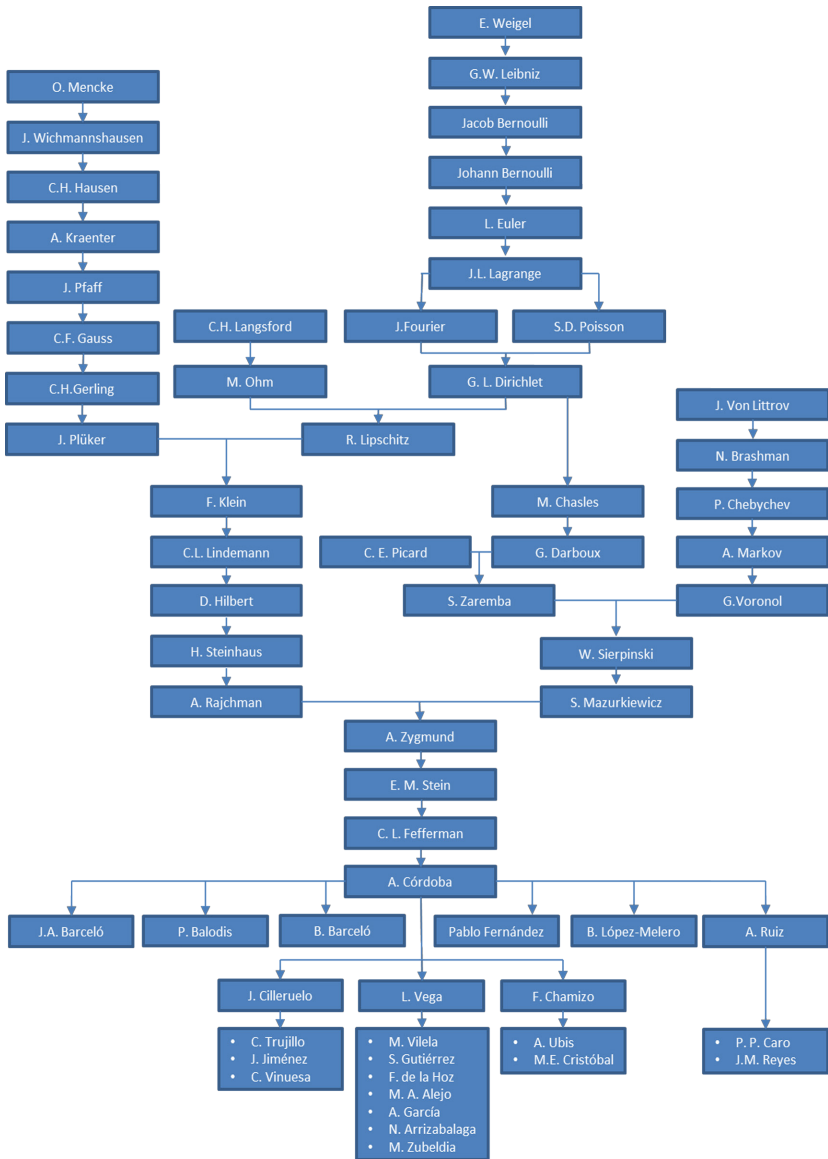 E. Weigel
G.W. Leibniz
O. Mencke
Jacob Bernoulli
J. Wichmannshausen
Johann Bernoulli
C.H. Hausen
L. Euler
A. Kraenter
J.L. Lagrange
J. Pfaff
C.H. Langsford
J.Fourier
S.D. Poisson
C.F. Gauss
M. Ohm
G. L. Dirichlet
C.H.Gerling
J. Von Littrov
J. Plüker
R. Lipschitz
N. Brashman
F. Klein
M. Chasles
P. Chebychev
C.L. Lindemann
C. E. Picard
G. Darboux
A. Markov
D. Hilbert
S. Zaremba
G.Voronol
H. Steinhaus
W. Sierpinski
A. Rajchman
S. Mazurkiewicz
A. Zygmund
E. M. Stein
C. L. Fefferman
A. Córdoba
J.A. Barceló
P. Balodis
B. Barceló
Pablo Fernández
B. López-Melero
A. Ruiz
J. Cilleruelo
L. Vega
F. Chamizo
• C. Trujillo
• J. Jiménez
• C. Vinuesa
• M. Vilela
• S. Gutiérrez
• F. de la Hoz
• M. A. Alejo
• A. García
• N. Arrizabalaga
• M. Zubeldia
• A. Ubis
• M.E. Cristóbal
• P. P. Caro
• J.M. Reyes